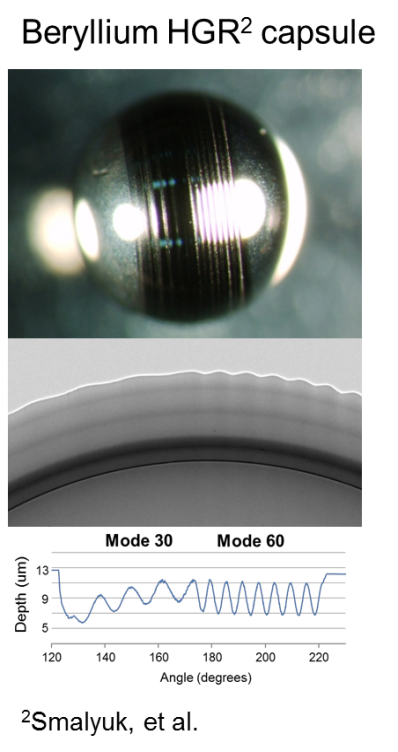 Beryllium HGR² capsule
Mode 30 Mode 60
Depth (um)
13
9
5
120 140 160 180 200 220
Angle (degrees)
²Smalyuk, et al.